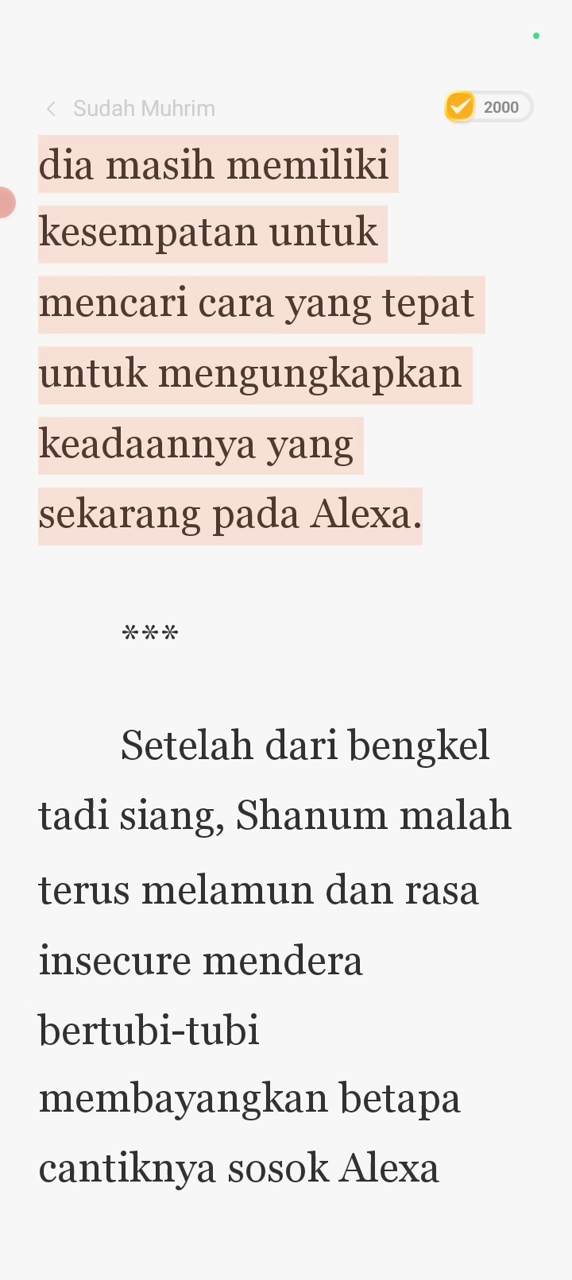 Sudah Muhrim
2000
dia masih memiliki
kesempatan untuk
mencari cara yang tepat
untuk mengungkapkan
keadaannya yang
sekarang pada Alexa.
***
Setelah dari bengkel
tadi siang, Shanum malah
terus melamun dan rasa
insecure mendera
bertubi-tubi
membayangkan betapa
cantiknya sosok Alexa